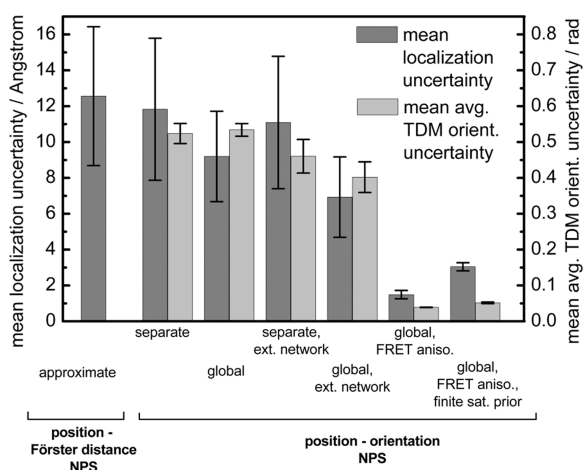 mean localization uncertainty / Angstrom
16
14
12
10
8
6
4
2
0
mean
localization
uncertainty
mean avg.
TDM orient.
uncertainty
0.8
0.7
0.6
0.5
0.4
0.3
0.2
0.1
0.0
mean avg. TDM orient. uncertainty / rad
separate
separate,
ext. network
global,
FRET aniso.
approximate
global
global,
ext. network
global,
FRET aniso.,
finite sat. prior
position -
Förster distance
NPS
position - orientation
NPS